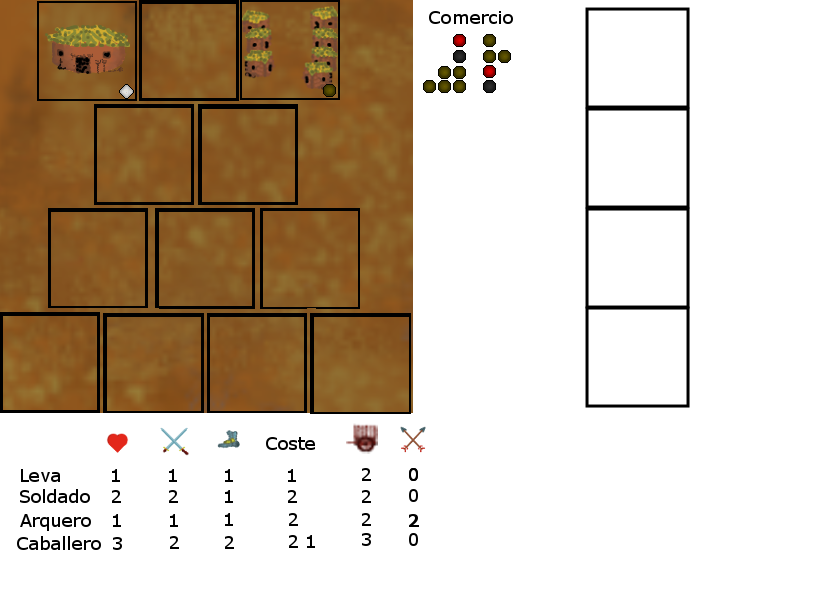 Comercio
Coste
Leva 1 1 1 1 2 0
Soldado 2 2 1 2 2 0
Arquero 1 1 1 2 2 2
Caballero 3 2 2 2 1 3 0